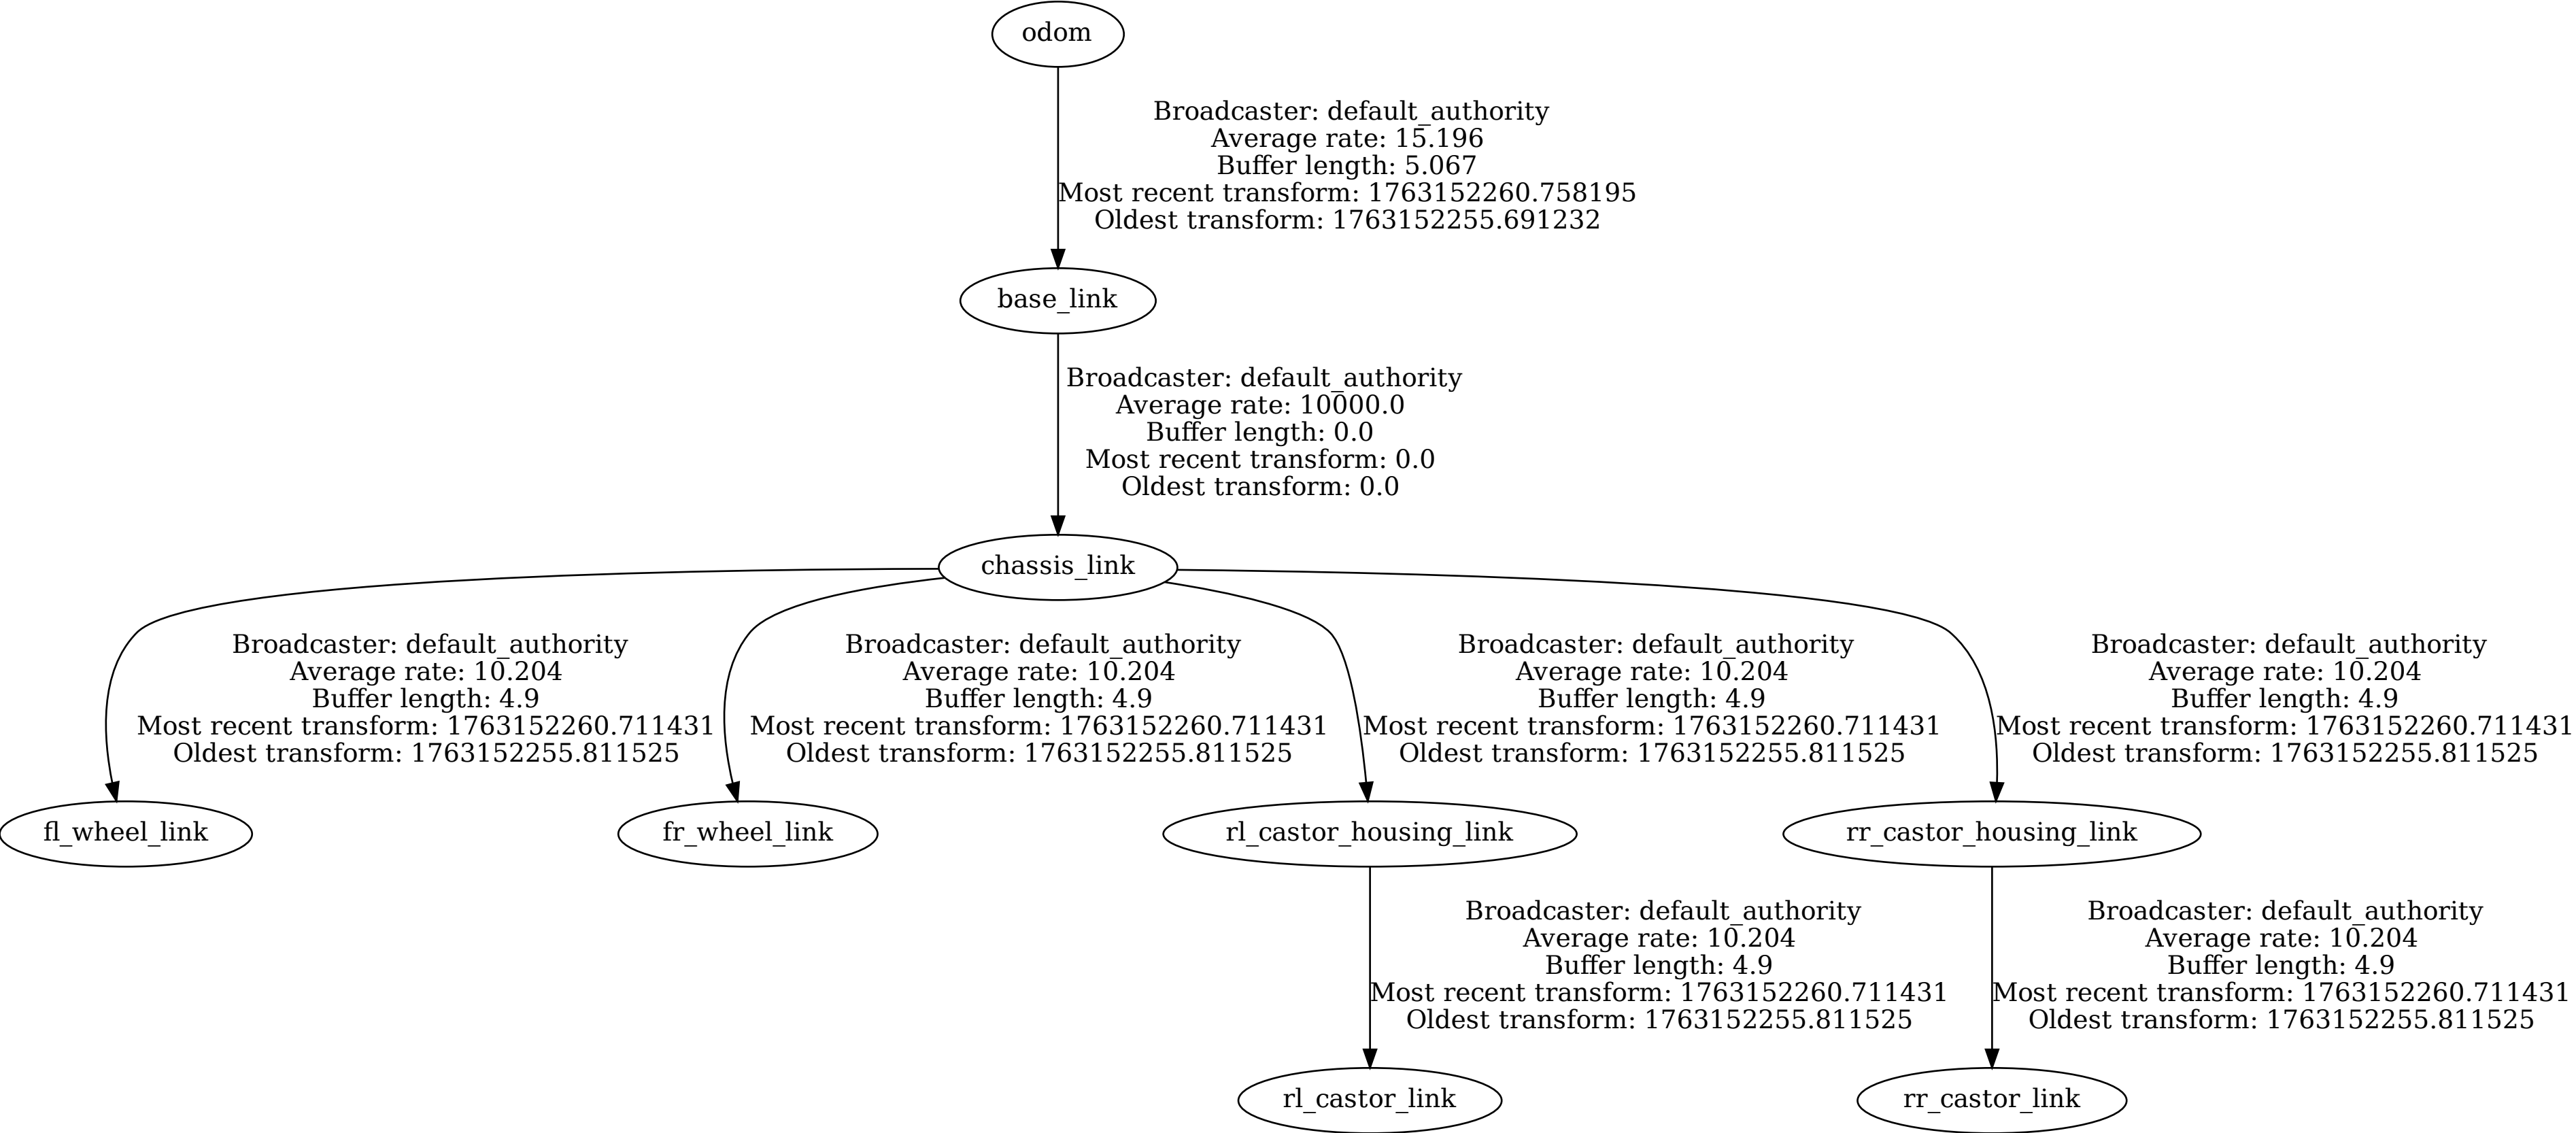 odom
Broadcaster: default_authority
Average rate: 15.196
Buffer length: 5.067
Most recent transform: 1763152260.758195
Oldest transform: 1763152255.691232
base_link
Broadcaster: default_authority
Average rate: 10000.0
Buffer length: 0.0
Most recent transform: 0.0
Oldest transform: 0.0
chassis_link
Broadcaster: default_authority
Average rate: 10.204
Buffer length: 4.9
Most recent transform: 1763152260.711431
Oldest transform: 1763152255.811525
Broadcaster: default_authority
Average rate: 10.204
Buffer length: 4.9
Most recent transform: 1763152260.711431
Oldest transform: 1763152255.811525
Broadcaster: default_authority
Average rate: 10.204
Buffer length: 4.9
Most recent transform: 1763152260.711431
Oldest transform: 1763152255.811525
Broadcaster: default_authority
Average rate: 10.204
Buffer length: 4.9
Most recent transform: 1763152260.711431
Oldest transform: 1763152255.811525
fl_wheel_link
fr_wheel_link
rl_castor_housing_link
rr_castor_housing_link
Broadcaster: default_authority
Average rate: 10.204
Buffer length: 4.9
Most recent transform: 1763152260.711431
Oldest transform: 1763152255.811525
Broadcaster: default_authority
Average rate: 10.204
Buffer length: 4.9
Most recent transform: 1763152260.711431
Oldest transform: 1763152255.811525
rl_castor_link
rr_castor_link